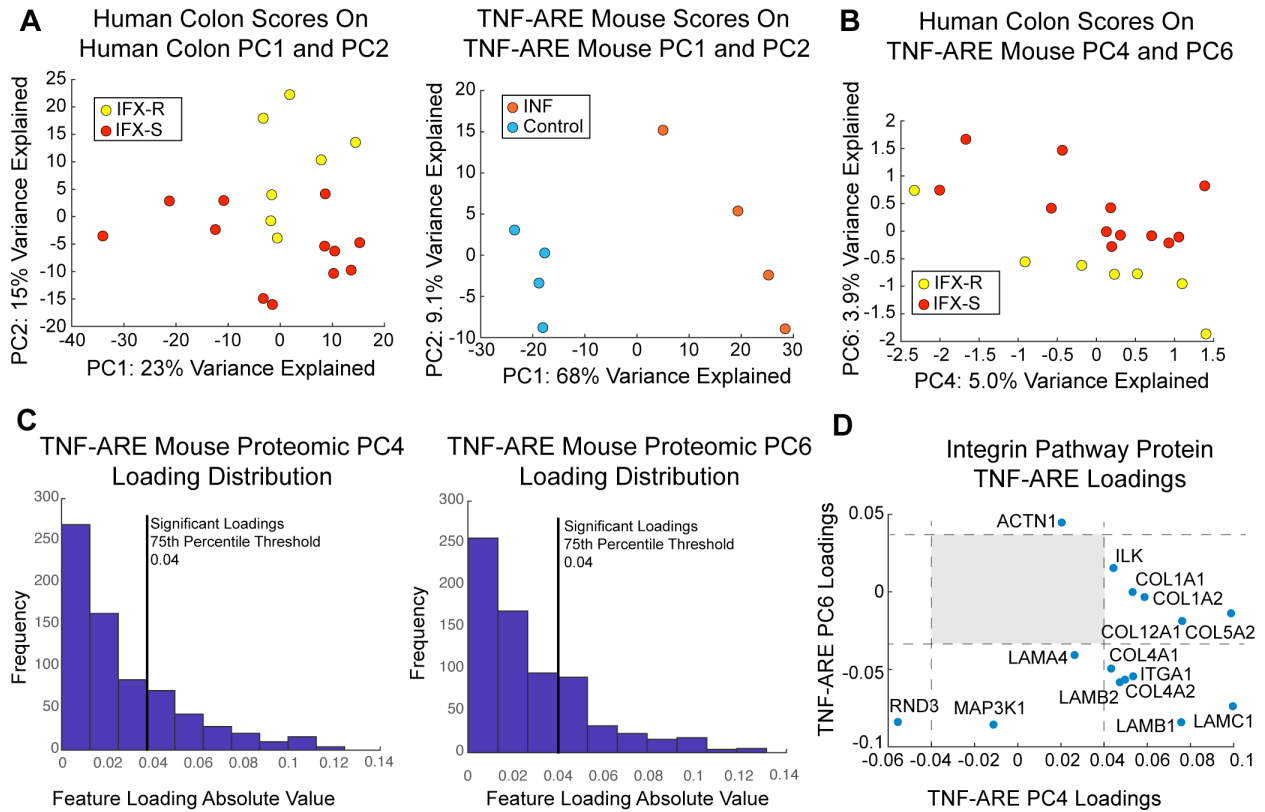 A
Human Colon Scores On
Human Colon PC1 and PC2
PC2: 15% Variance Explained
25
20
15
10
5
0
-5
-10
-15
-20
IFX-R
IFX-S
-40
-30
-20
-10
0
10
20
PC1: 23% Variance Explained
TNF-ARE Mouse Scores On
TNF-ARE Mouse PC1 and PC2
PC2: 9.1% Variance Explained
20
15
10
5
0
-5
-10
INF
Control
-30
-20
0
10
20
30
PC1: 68% Variance Explained
B
Human Colon Scores On
TNF-ARE Mouse PC4 and PC6
PC6: 3.9% Variance Explained
2
1.5
1
0.5
0
-0.5
-1
-1.5
-2
IFX-R
IFX-S
-2.5
-2
-1
-1
0
0.5
1
1.5
PC4: 5.0% Variance Explained
C
TNF-ARE Mouse Proteomic PC4
Loading Distribution
Frequency
300
250
200
150
100
50
0
Significant Loadings
75th Percentile Threshold
0.04
0
0.02
0.04
0.06
0.08
0.1
0.12
0.14
Feature Loading Absolute Value
TNF-ARE Mouse Proteomic PC6
Loading Distribution
Frequency
300
250
200
150
100
50
0
Significant Loadings
75th Percentile Threshold
0.04
0
0.02
0.04
0.06
0.08
0.1
0.12
0.14
Feature Loading Absolute Value
D
Integrin Pathway Protein
TNF-ARE Loadings
TNF-ARE PC6 Loadings
0.05
0
-0.05
-0.1
ACTN1
ILK
COL1A1
COL1A2
COL12A1
COL5A2
LAMA4
COL4A1
ITGA1
LAMB2
COL4A2
RND3
MAP3K1
LAMB1
LAMC1
-0.06
-0.04
-0.02
0
0.02
0.04
0.06
0.08
0.1
TNF-ARE PC4 Loadings